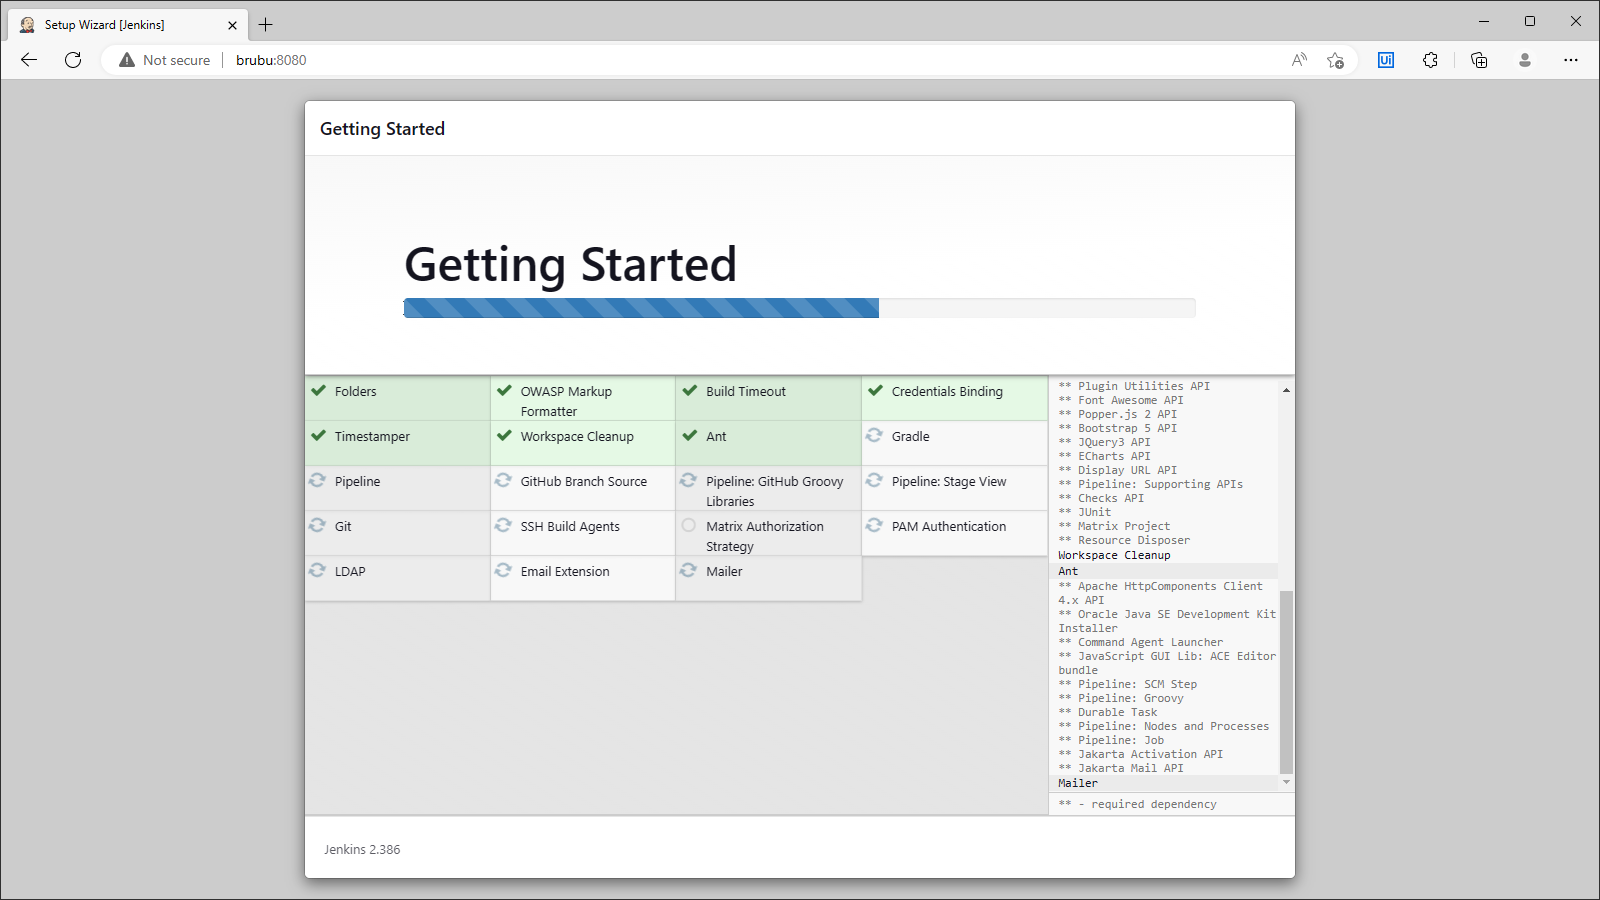 Setup Wizard [Jenkins]
Not secure
brubu:8080
Getting Started
Getting Started
Folders
OWASP Markup
Formatter
Build Timeout
Credentials Binding
Timestamper
Workspace Cleanup
Ant
Gradle
Pipeline
GitHub Branch Source
Pipeline: GitHub Groovy
Libraries
Pipeline: Stage View
Git
SSH Build Agents
Matrix Authorization
Strategy
PAM Authentication
LDAP
Email Extension
Mailer
** Plugin Utilities API
** Font Awesome API
** Popper.js 2 API
** Bootstrap 5 API
** JQuery3 API
** ECharts API
** Display URL API
** Pipeline: Supporting APIs
** Checks API
** JUnit
** Matrix Project
** Resource Disposer
Workspace Cleanup
Ant
** Apache HttpComponents Client
4.x API
** Oracle Java SE Development Kit
Installer
** Command Agent Launcher
** JavaScript GUI Lib: ACE Editor
bundle
** Pipeline: SCM Step
** Pipeline: Groovy
** Durable Task
** Pipeline: Nodes and Processes
** Pipeline: Job
** Jakarta Activation API
** Jakarta Mail API
Mailer
** - required dependency
Jenkins 2.386